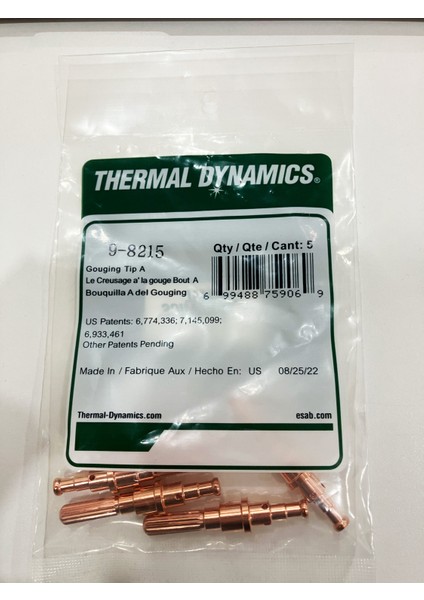 THERMAL DYNAMICS®
9-8215
Qty / Qte / Cant: 5
Gouging Tip A
Le Creusage a' la gouge Bout A
Bouquilla A del Gouging
6 99488 75906 9
US Patents: 6,774,336; 7,145,099;
6,933,461
Other Patents Pending
Made In / Fabrique Aux / Hecho En: US 08/25/22
Thermal-Dynamics.com
esab.com